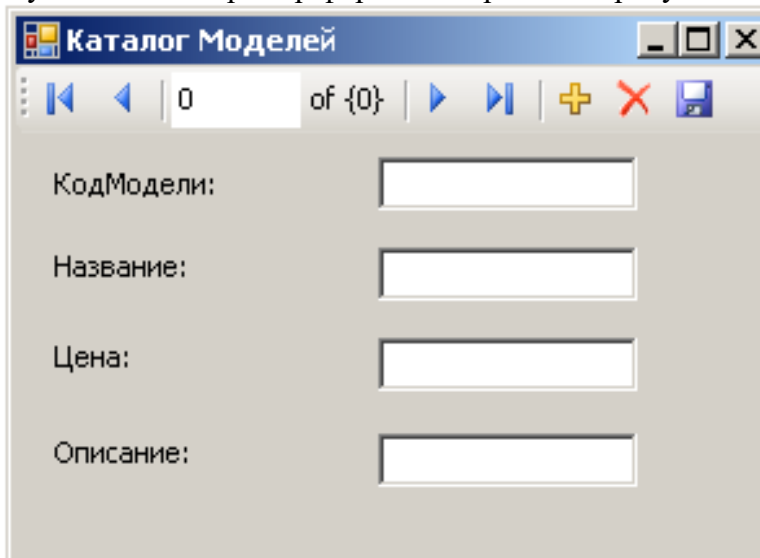 Каталог Моделей
0 of {0}
КодМодели:
Название:
Цена:
Описание: